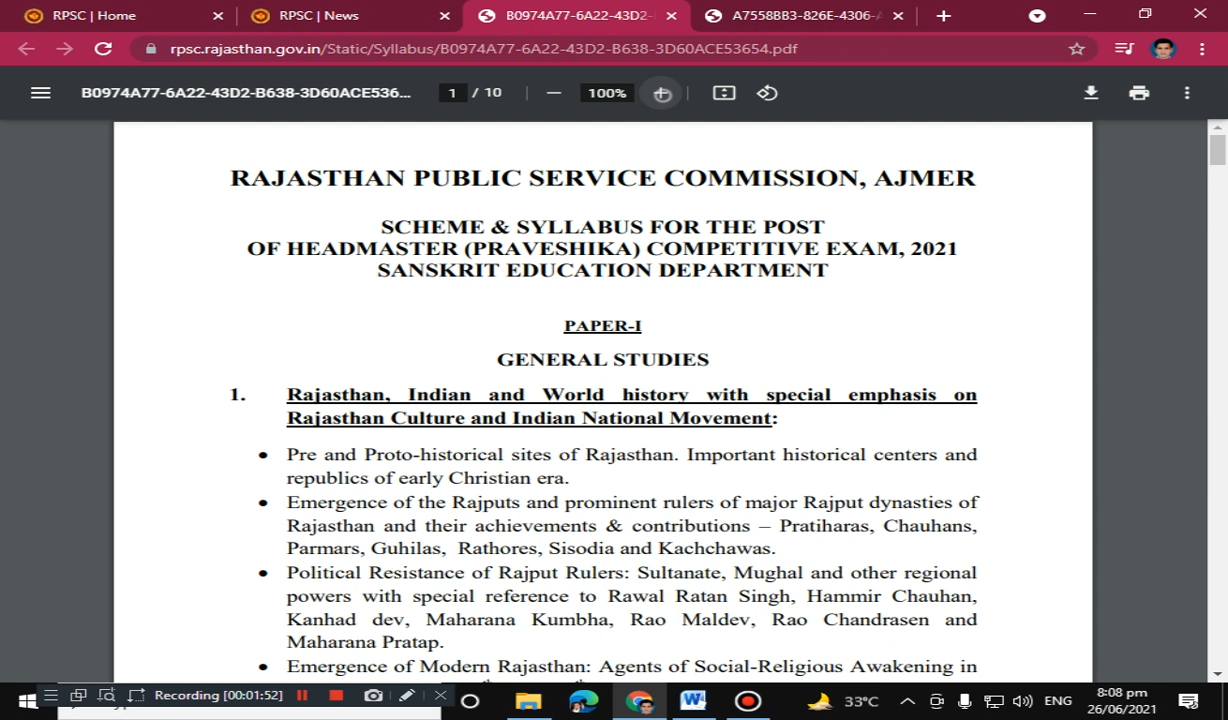 RPSC | Home
RPSC | News
B0974A77-6A22-43D2-
A7558BB3-826E-4306-
rpsc.rajasthan.gov.in/Static/Syllabus/B0974A77-6A22-43D2-B638-3D60ACE53654.pdf
B0974A77-6A22-43D2-B638-3D60ACE536...
1 / 10
100%
RAJASTHAN PUBLIC SERVICE COMMISSION, AJMER
SCHEME & SYLLABUS FOR THE POST
OF HEADMASTER (PRAVESHIKA) COMPETITIVE EXAM, 2021
SANSKRIT EDUCATION DEPARTMENT
PAPER-I
GENERAL STUDIES
1. Rajasthan, Indian and World history with special emphasis on
Rajasthan Culture and Indian National Movement:
• Pre and Proto-historical sites of Rajasthan. Important historical centers and
republics of early Christian era.
• Emergence of the Rajputs and prominent rulers of major Rajput dynasties of
Rajasthan and their achievements & contributions – Pratiharas, Chauhans,
Parmars, Guhilas, Rathores, Sisodia and Kachchawas.
• Political Resistance of Rajput Rulers: Sultanate, Mughal and other regional
powers with special reference to Rawal Ratan Singh, Hammir Chauhan,
Kanhad dev, Maharana Kumbha, Rao Maldev, Rao Chandrasen and
Maharana Pratap.
• Emergence of Modern Rajasthan: Agents of Social-Religious Awakening in
Recording [00:01:52]
33°C
ENG
8:08 pm
26/06/2021